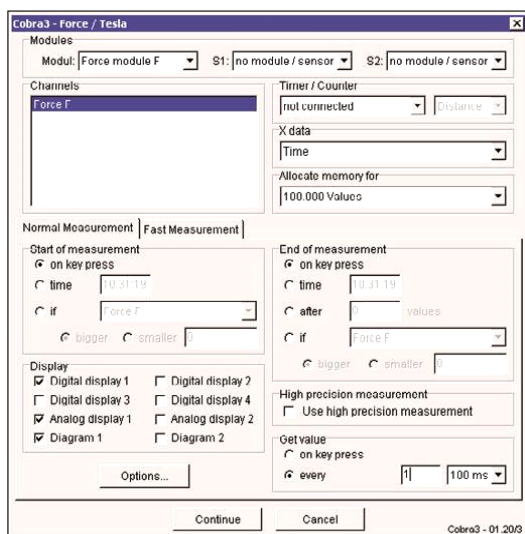 Cobra3 - Force / Tesla
Modules
Modul: Force module F S1: no module / sensor S2: no module / sensor
Channels
Force F
Timer / Counter
not connected Distance
X data
Time
Allocate memory for
100.000 Values
Normal Measurement Fast Measurement
Start of measurement
on key press
time 10:31:19
if Force F
bigger smaller 0
End of measurement
on key press
time 10:31:19
after 0 values
if Force F
bigger smaller 0
Display
Digital display 1 Digital display 2
Digital display 3 Digital display 4
Analog display 1 Analog display 2
Diagram 1 Diagram 2
Options...
High precision measurement
Use high precision measurement
Get value
on key press
every 1 100 ms
Continue Cancel
Cobra3 - 01.20/3